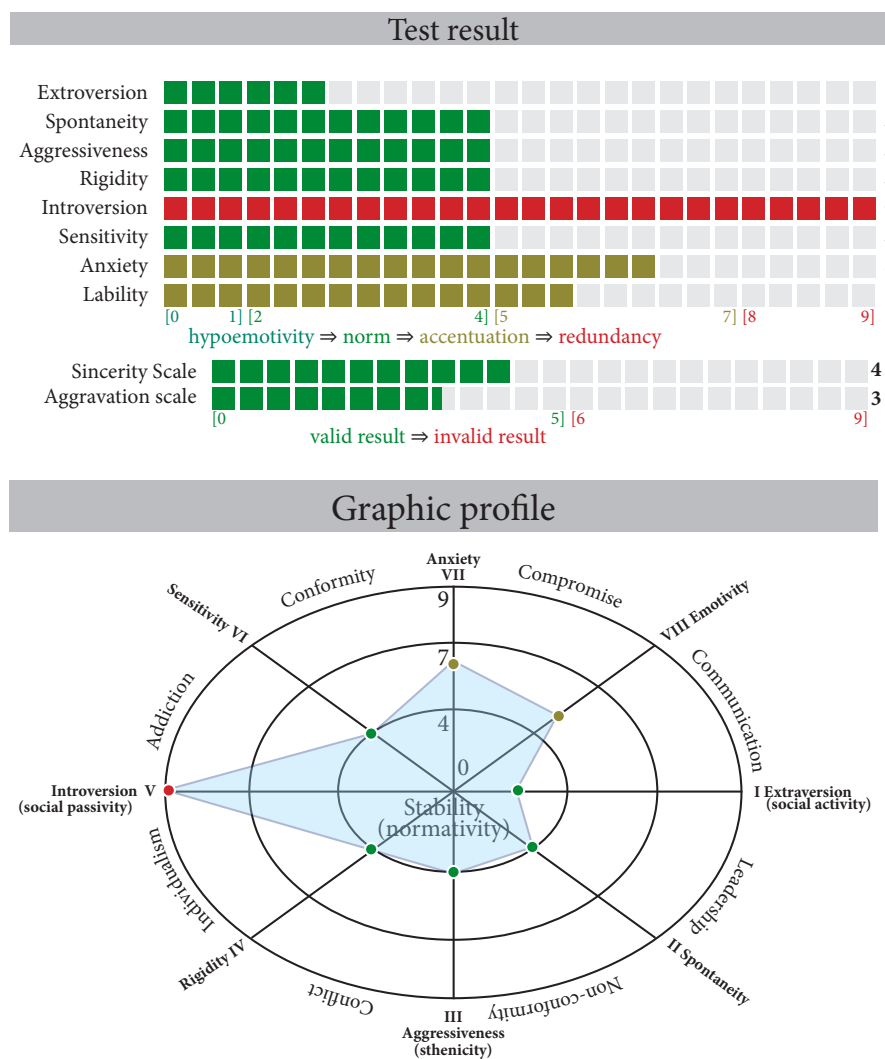 Test result
Extroversion
Spontaneity
Aggressiveness
Rigidity
Introversion
Sensitivity
Anxiety
Lability
[0 1] [2 4] [5 7] [8 9]
hypoemotivity ⇒ norm ⇒ accentuation ⇒ redundancy
Sincerity Scale 4
Aggravation scale 3
[0 5] [6 9]
valid result ⇒ invalid result
Graphic profile
Anxiety
VII
Conformity
Compromise
Sensitivity VI
VIII Emotivity
9
Addiction
Communication
7
4
0
Introversion V
(social passivity)
I Extraversion
(social activity)
Stability
(normativity)
Individualism
Leadership
Rigidity IV
II Spontaneity
Conflict
Non-conformity
III
Aggressiveness
(sthenicity)